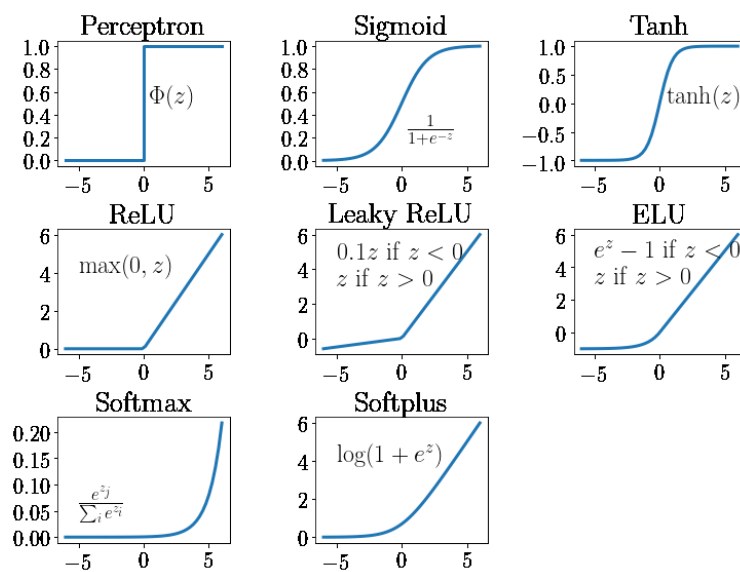 Perceptron
1.0
0.8
0.6
0.4
0.2
0.0
Φ(z)
−5 0 5
Sigmoid
1.0
0.8
0.6
0.4
0.2
0.0
1/(1+e^{−z})
−5 0 5
Tanh
1.0
0.5
0.0
−0.5
−1.0
tanh(z)
−5 0 5
ReLU
6
4
2
0
max(0, z)
−5 0 5
Leaky ReLU
6
4
2
0
0.1z if z < 0
z if z > 0
−5 0 5
ELU
6
4
2
0
e^z − 1 if z < 0
z if z > 0
−5 0 5
Softmax
0.20
0.15
0.10
0.05
0.00
e^{z_j}/∑_i e^{z_i}
−5 0 5
Softplus
6
4
2
0
log(1 + e^z)
−5 0 5